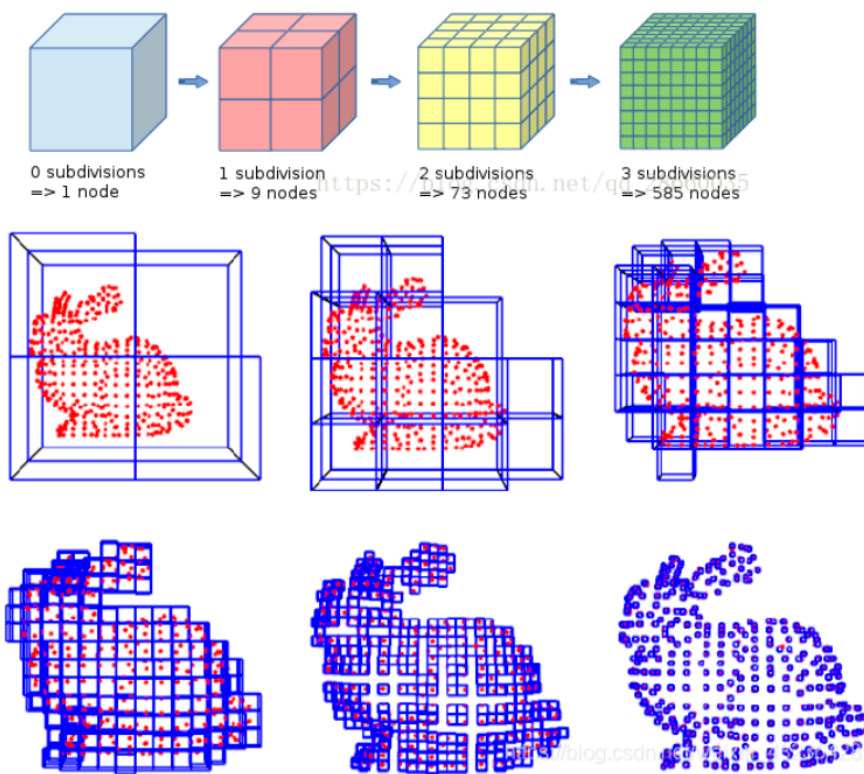 0 subdivisions
=> 1 node
1 subdivision
=> 9 nodes
2 subdivisions
=> 73 nodes
3 subdivisions
=> 585 nodes